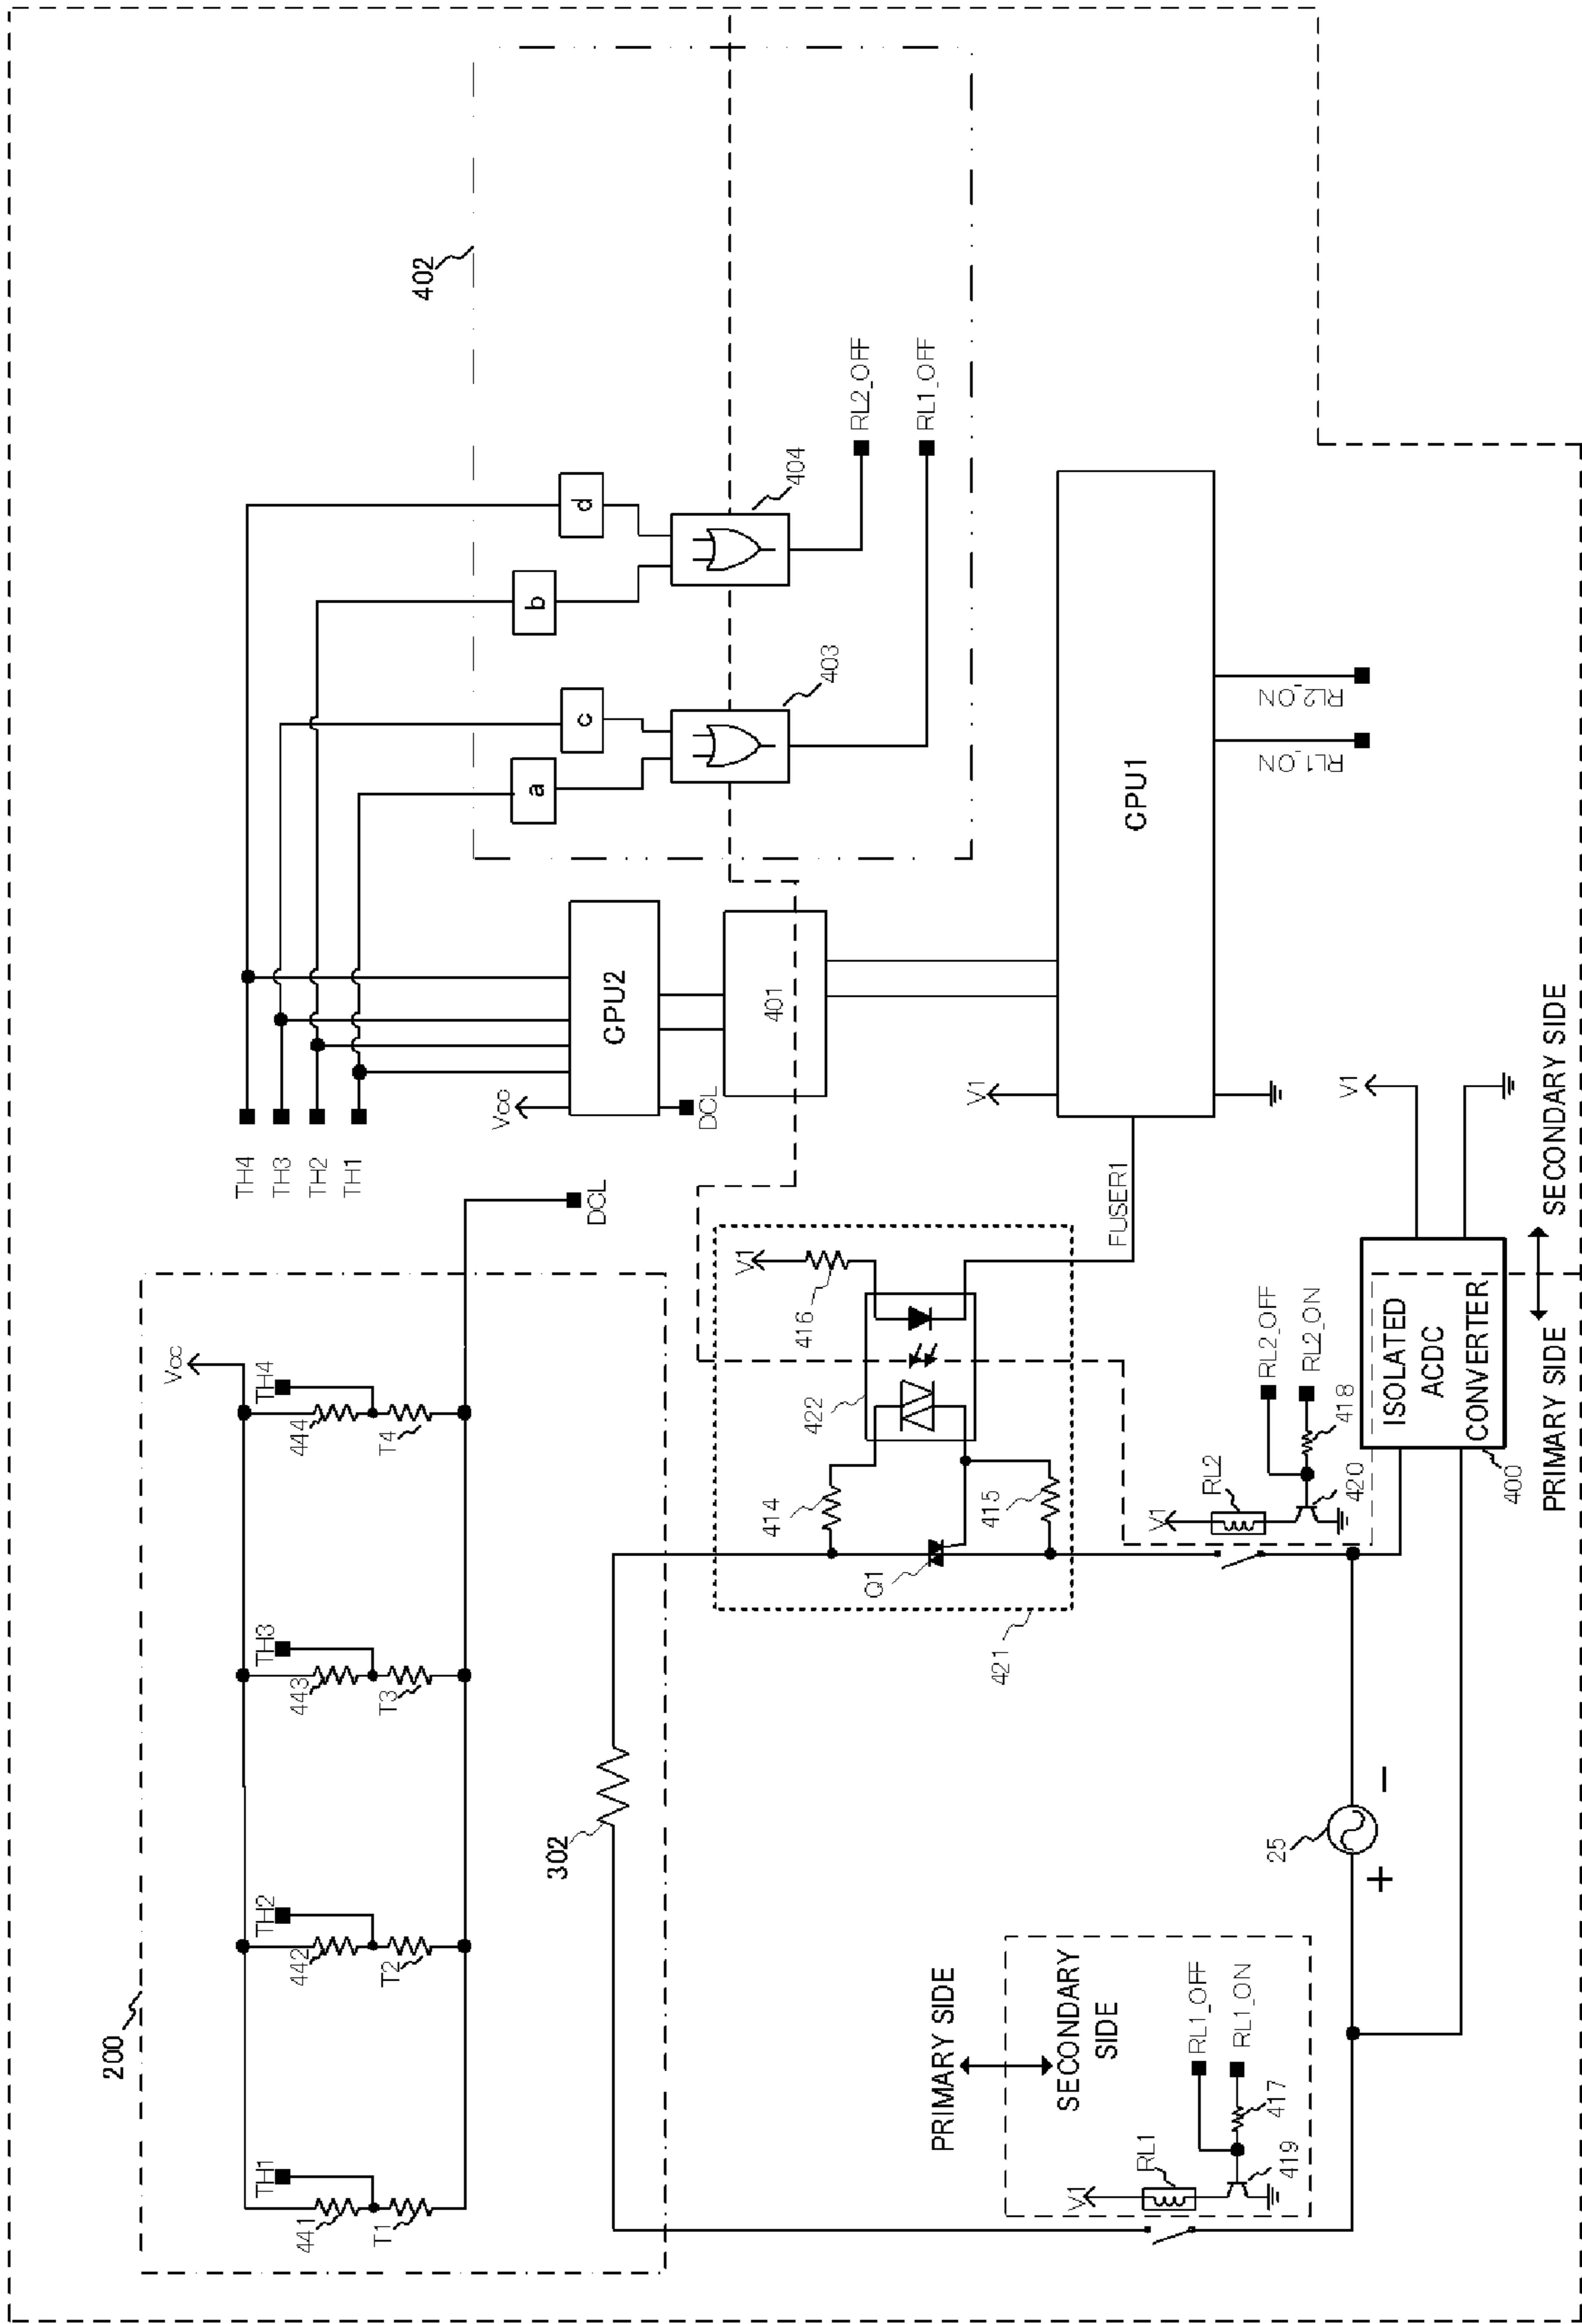 200
Vcc
TH1
441
T1
TH2
442
T2
TH3
443
T3
TH4
444
T4
DCL
302
TH4
TH3
TH2
TH1
Vcc
CPU2
DCL
401
402
a
c
b
d
403
404
RL2_OFF
RL1_OFF
V1
CPU1
FUSER1
RL1_ON
RL2_ON
V1
416
422
414
415
Q1
421
PRIMARY SIDE
SECONDARY
SIDE
V1
RL1
RL1_OFF
RL1_ON
417
419
25
+
−
V1
RL2
RL2_OFF
RL2_ON
418
420
ISOLATED
ACDC
CONVERTER
400
V1
PRIMARY SIDE
SECONDARY SIDE